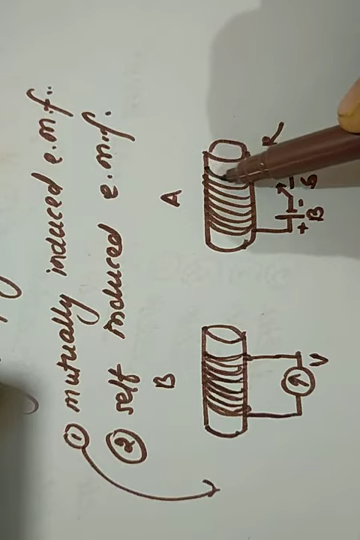 ① mutually induced e.m.f.
② self induced e.m.f.
B
A
V
+
-
B
S
R